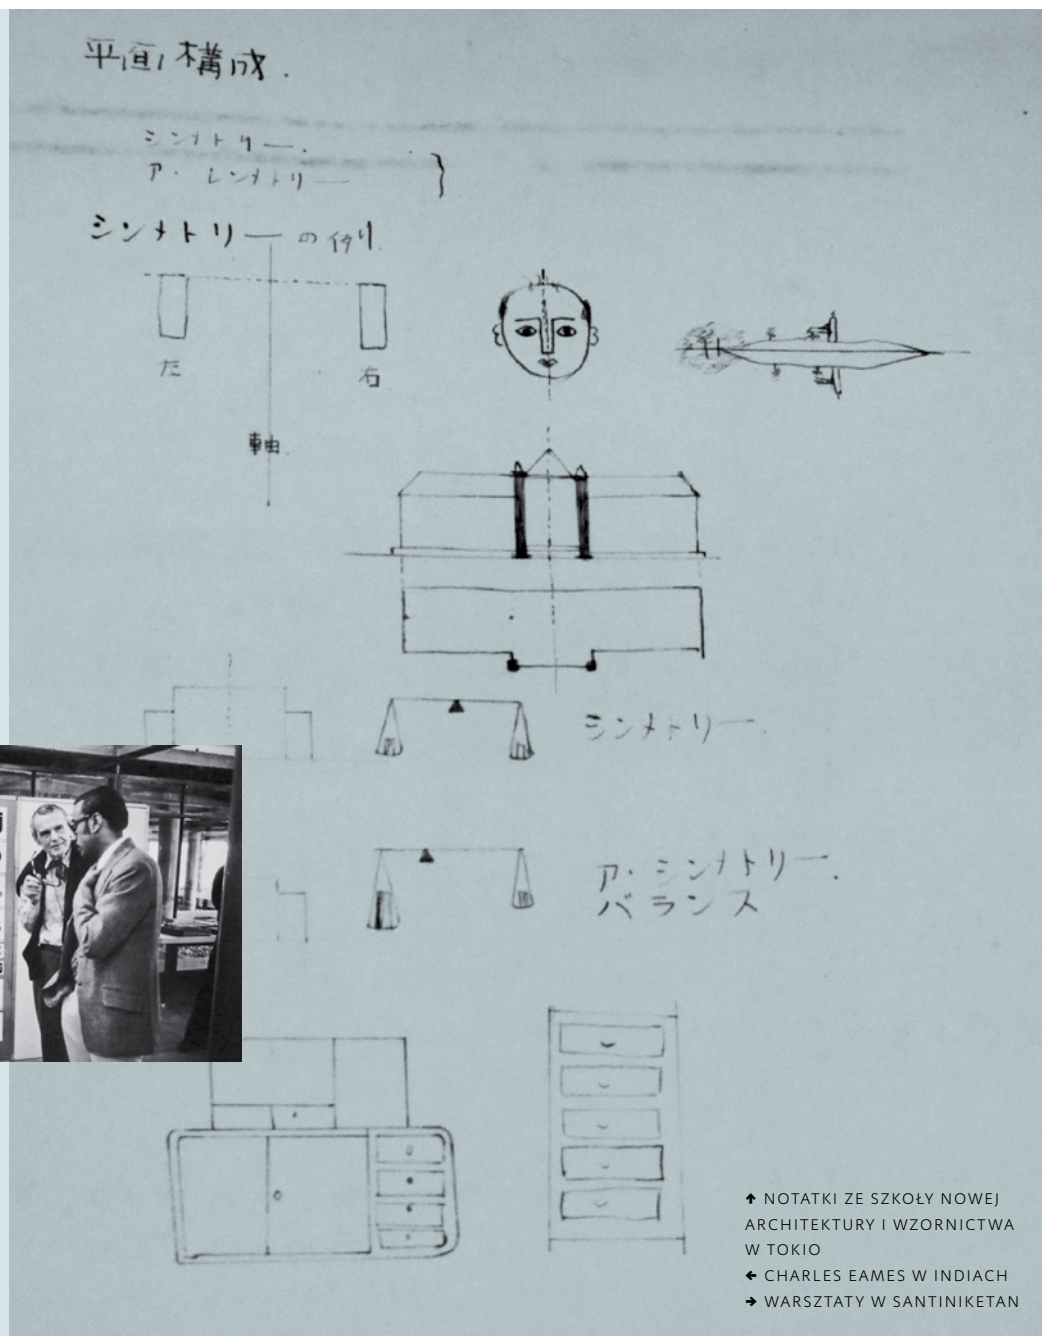 平面構成.
シンメトリー.
ア・シンメトリー
シンメトリーの例.
左
右
軸.
シンメトリー.
ア・シンメトリー.
バランス
↑ NOTATKI ZE SZKOŁY NOWEJ
ARCHITEKTURY I WZORNICTWA
W TOKIO
← CHARLES EAMES W INDIACH
→ WARSZTATY W SANTINIKETAN